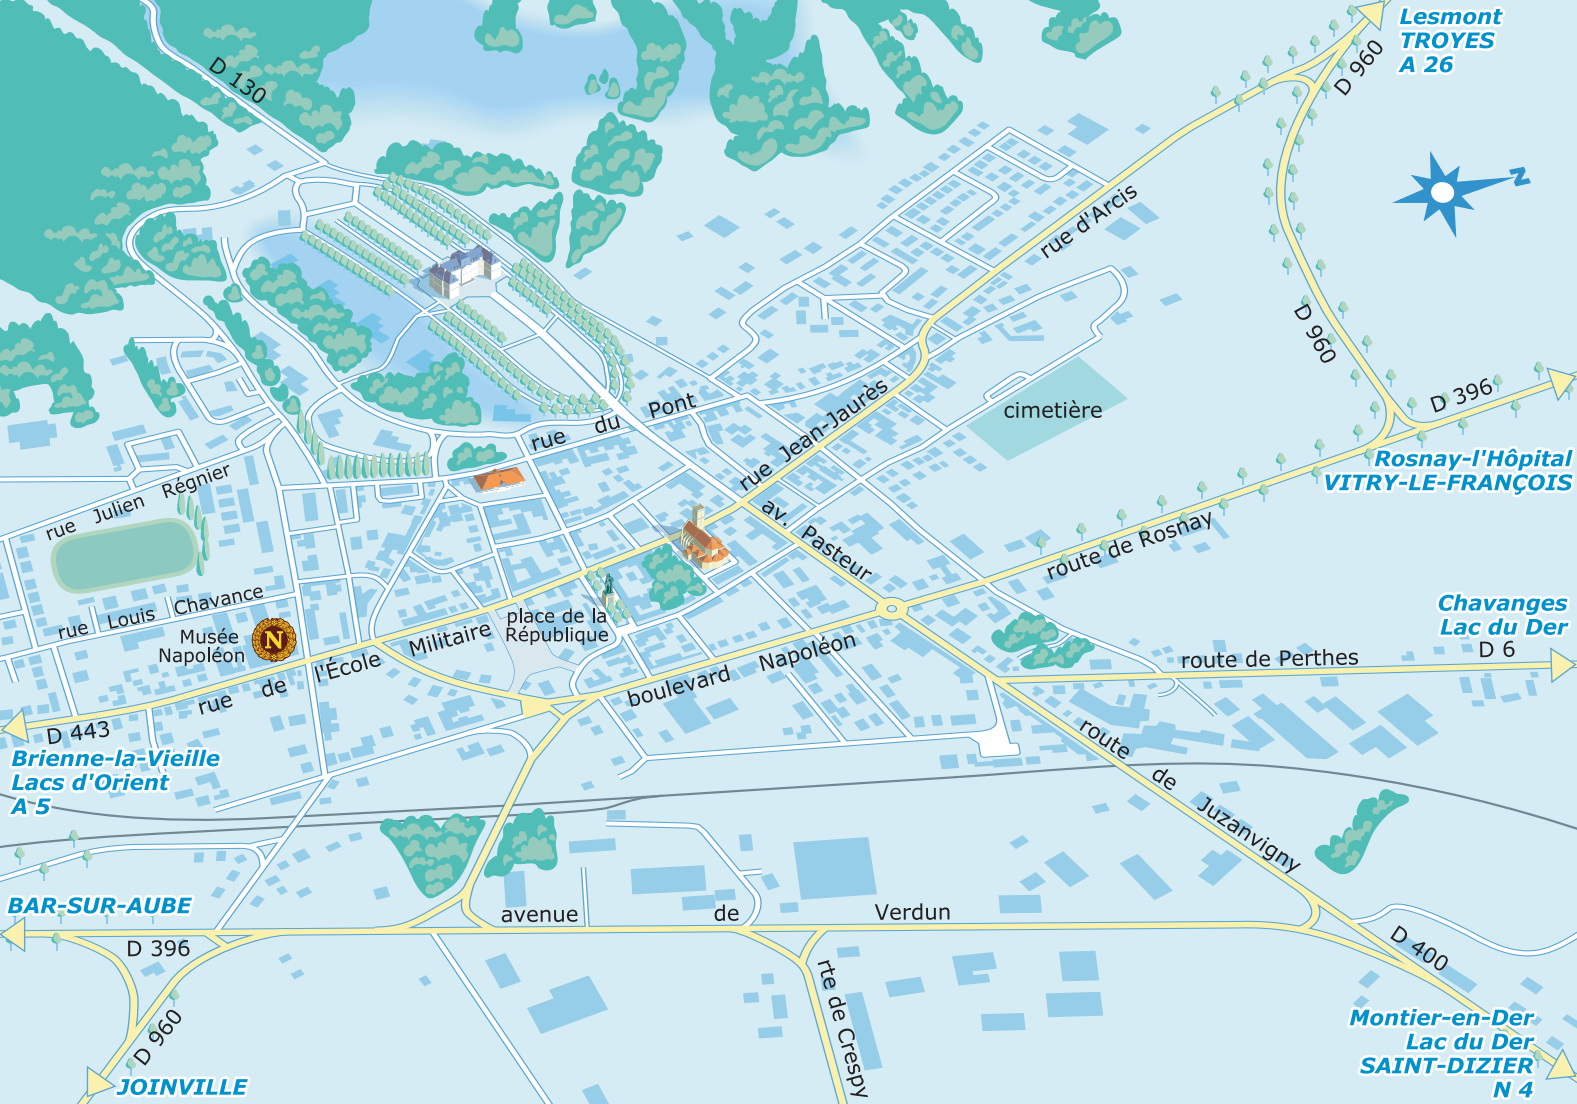 Lesmont
TROYES
A 26
D 960
D 130
N
rue d'Arcis
D 960
D 396
cimetière
rue Jean-Jaurès
rue du Pont
Rosnay-l'Hôpital
VITRY-LE-FRANÇOIS
rue Julien Régnier
av. Pasteur
route de Rosnay
rue Louis Chavance
Musée
Napoléon
N
place de la
République
Chavanges
Lac du Der
D 6
route de Perthes
rue de l'École Militaire
boulevard Napoléon
D 443
Brienne-la-Vieille
Lacs d'Orient
A 5
route de Juzanvigny
BAR-SUR-AUBE
D 396
avenue de Verdun
D 400
rte de Crespy
D 960
JOINVILLE
Montier-en-Der
Lac du Der
SAINT-DIZIER
N 4